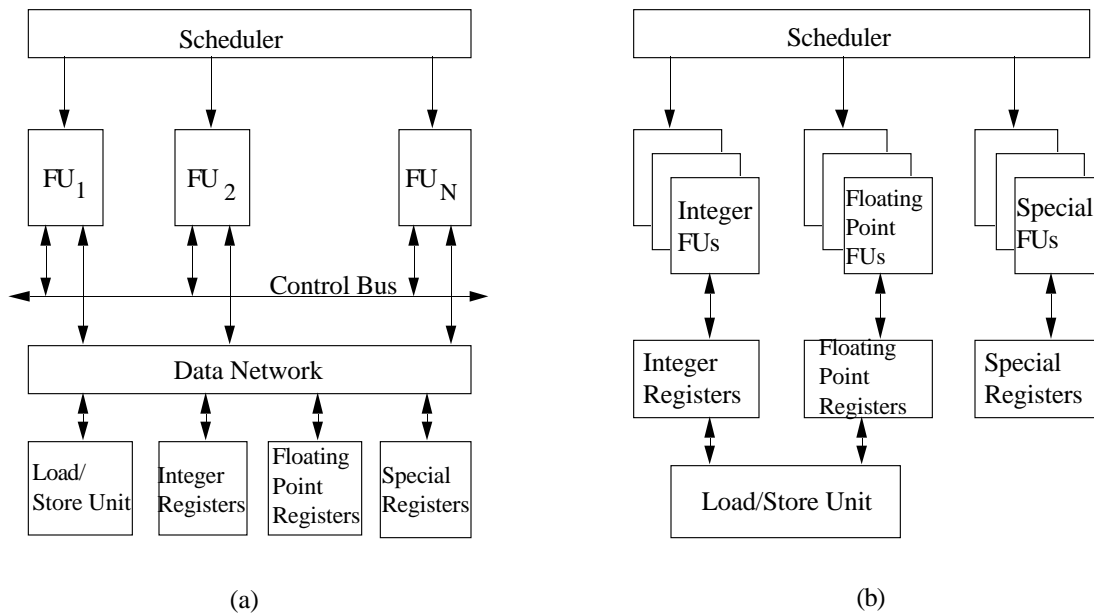 Scheduler
FU1
FU2
FUN
Control Bus
Data Network
Load/
Store Unit
Integer
Registers
Floating
Point
Registers
Special
Registers
(a)
Scheduler
Integer
FUs
Floating
Point
FUs
Special
FUs
Integer
Registers
Floating
Point
Registers
Special
Registers
Load/Store Unit
(b)